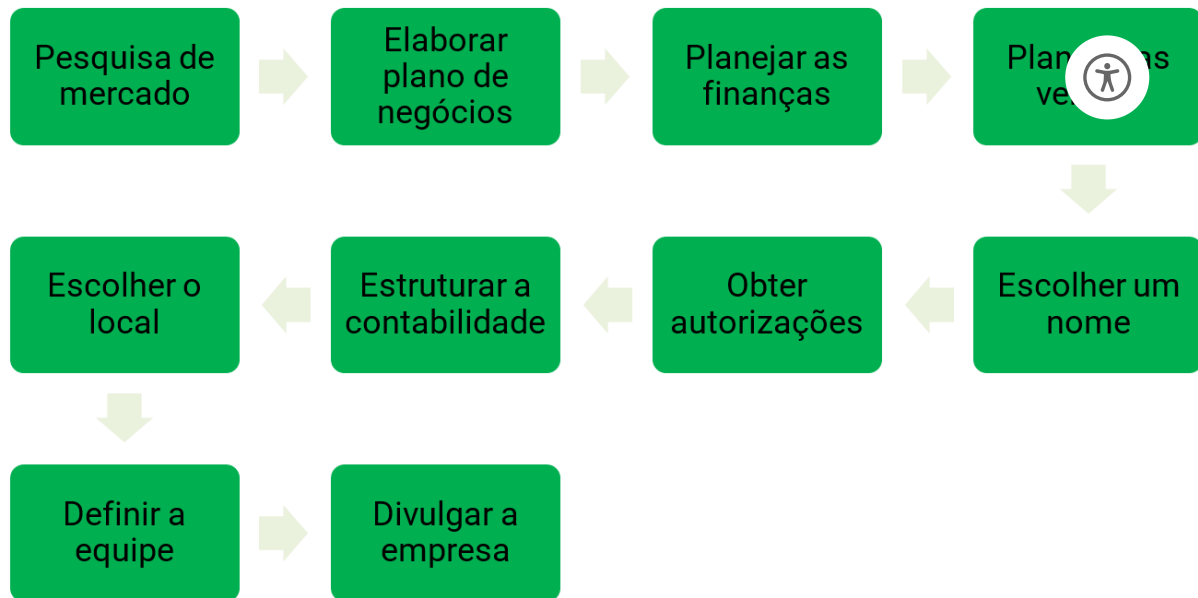 Pesquisa de
mercado
Elaborar
plano de
negócios
Planejar as
finanças
as
Escolher um
nome
Obter
autorizações
Estruturar a
contabilidade
Escolher o
local
Definir a
equipe
Divulgar a
empresa